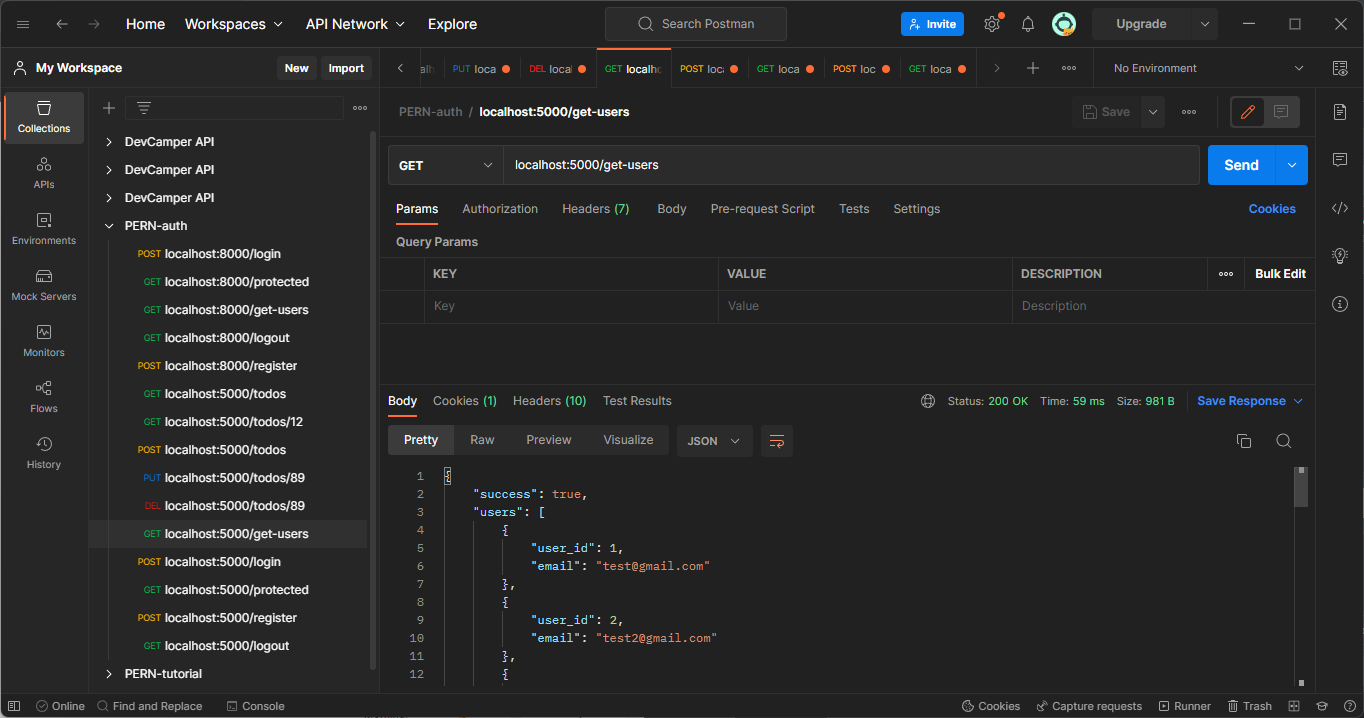 Home Workspaces API Network Explore Search Postman Invite Upgrade
My Workspace New Import
PUT loca DEL local GET localho POST loca GET loca POST loc GET loca No Environment
Collections
APIs
Environments
Mock Servers
Monitors
Flows
History
DevCamper API
DevCamper API
DevCamper API
PERN-auth
POST localhost:8000/login
GET localhost:8000/protected
GET localhost:8000/get-users
GET localhost:8000/logout
POST localhost:8000/register
GET localhost:5000/todos
GET localhost:5000/todos/12
POST localhost:5000/todos
PUT localhost:5000/todos/89
DEL localhost:5000/todos/89
GET localhost:5000/get-users
POST localhost:5000/login
GET localhost:5000/protected
POST localhost:5000/register
GET localhost:5000/logout
PERN-tutorial
PERN-auth / localhost:5000/get-users Save
GET localhost:5000/get-users Send
Params Authorization Headers (7) Body Pre-request Script Tests Settings Cookies
Query Params
KEY VALUE DESCRIPTION Bulk Edit
Key Value Description
Body Cookies (1) Headers (10) Test Results Status: 200 OK Time: 59 ms Size: 981 B Save Response
Pretty Raw Preview Visualize JSON
1 {
2 "success": true,
3 "users": [
4 {
5 "user_id": 1,
6 "email": "test@gmail.com"
7 },
8 {
9 "user_id": 2,
10 "email": "test2@gmail.com"
11 },
12 {
Online Find and Replace Console Cookies Capture requests Runner Trash